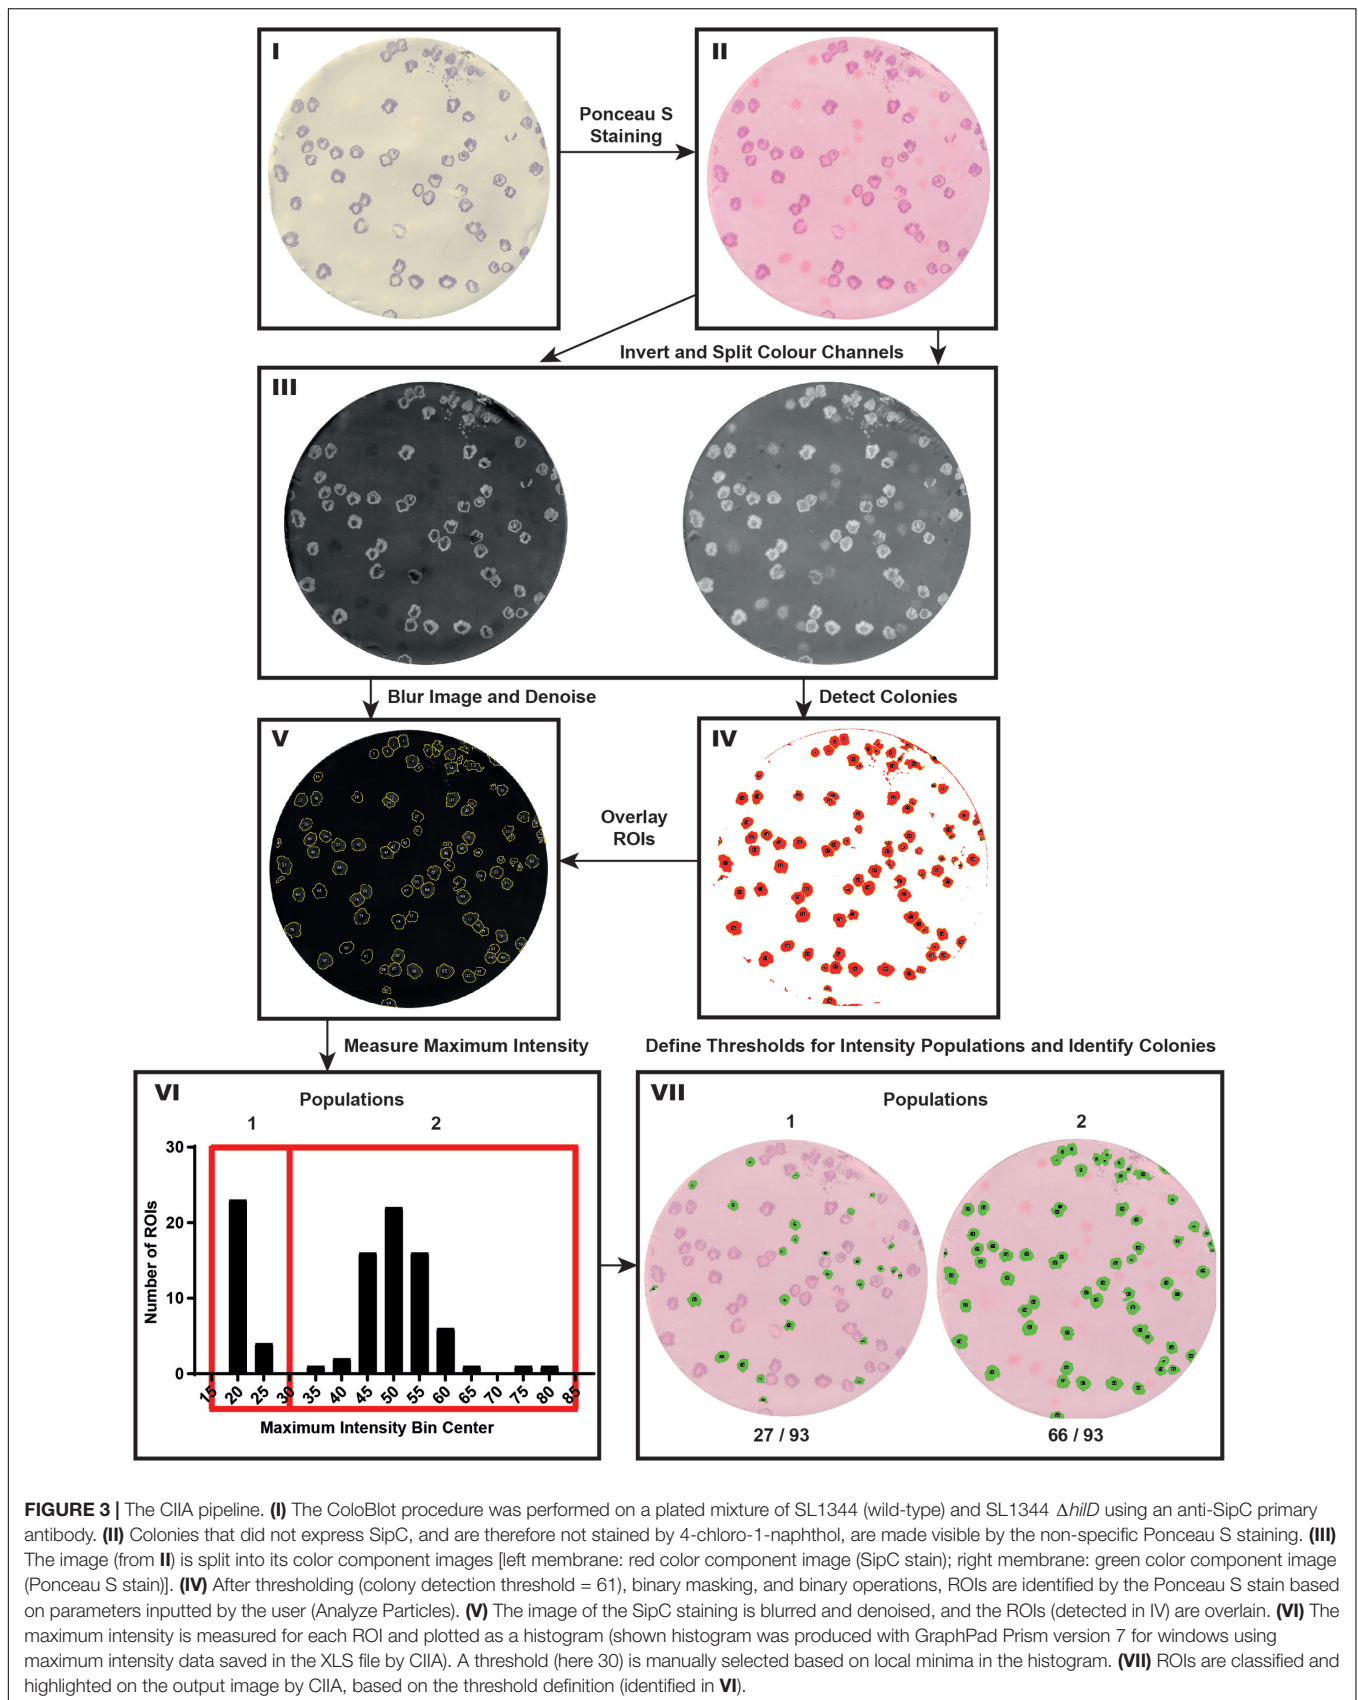 I
II
Ponceau S
Staining
Invert and Split Colour Channels
III
Blur Image and Denoise
Detect Colonies
V
IV
Overlay
ROIs
Measure Maximum Intensity
Define Thresholds for Intensity Populations and Identify Colonies
VI
Populations
1 2
Number of ROIs
30
20
10
0
15 20 25 30 35 40 45 50 55 60 65 70 75 80 85
Maximum Intensity Bin Center
VII
Populations
1 2
27 / 93 66 / 93
FIGURE 3 | The CIIA pipeline. (I) The ColoBlot procedure was performed on a plated mixture of SL1344 (wild-type) and SL1344 ΔhilD using an anti-SipC primary
antibody. (II) Colonies that did not express SipC, and are therefore not stained by 4-chloro-1-naphthol, are made visible by the non-specific Ponceau S staining. (III)
The image (from II) is split into its color component images [left membrane: red color component image (SipC stain); right membrane: green color component image
(Ponceau S stain)]. (IV) After thresholding (colony detection threshold = 61), binary masking, and binary operations, ROIs are identified by the Ponceau S stain based
on parameters inputted by the user (Analyze Particles). (V) The image of the SipC staining is blurred and denoised, and the ROIs (detected in IV) are overlain. (VI) The
maximum intensity is measured for each ROI and plotted as a histogram (shown histogram was produced with GraphPad Prism version 7 for windows using
maximum intensity data saved in the XLS file by CIIA). A threshold (here 30) is manually selected based on local minima in the histogram. (VII) ROIs are classified and
highlighted on the output image by CIIA, based on the threshold definition (identified in VI).